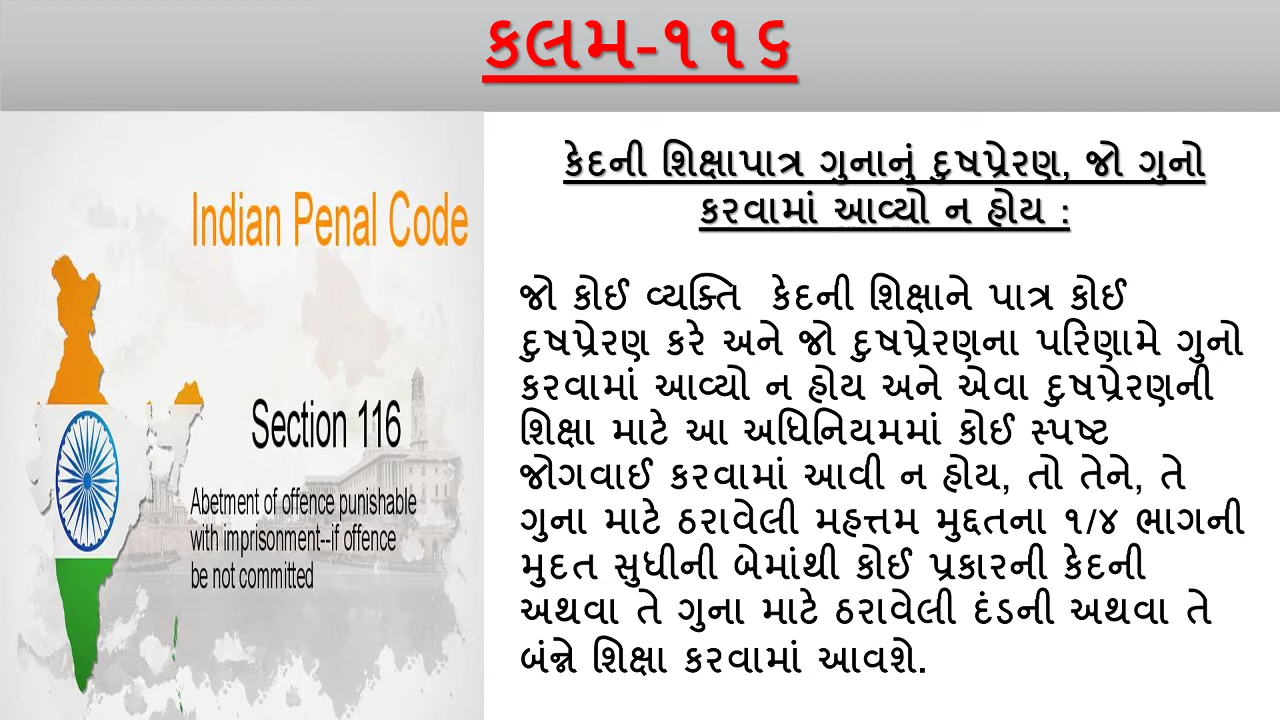 કલમ-૧૧૬
Indian Penal Code
Section 116
Abetment of offence punishable
with imprisonment--if offence
be not committed
કેદની શિક્ષાપાત્ર ગુનાનું દુષપ્રેરણ, જો ગુનો
કરવામાં આવ્યો ન હોય :
જો કોઈ વ્યક્તિ કેદની શિક્ષાને પાત્ર કોઈ
દુષપ્રેરણ કરે અને જો દુષપ્રેરણના પરિણામે ગુનો
કરવામાં આવ્યો ન હોય અને એવા દુષપ્રેરણની
શિક્ષા માટે આ અધિનિયમમાં કોઈ સ્પષ્ટ
જોગવાઈ કરવામાં આવી ન હોય, તો તેને, તે
ગુના માટે ઠરાવેલી મહત્તમ મુદ્દતના ૧/૪ ભાગની
મુદત સુધીની બેમાંથી કોઈ પ્રકારની કેદની
અથવા તે ગુના માટે ઠરાવેલી દંડની અથવા તે
બંન્ને શિક્ષા કરવામાં આવશે.